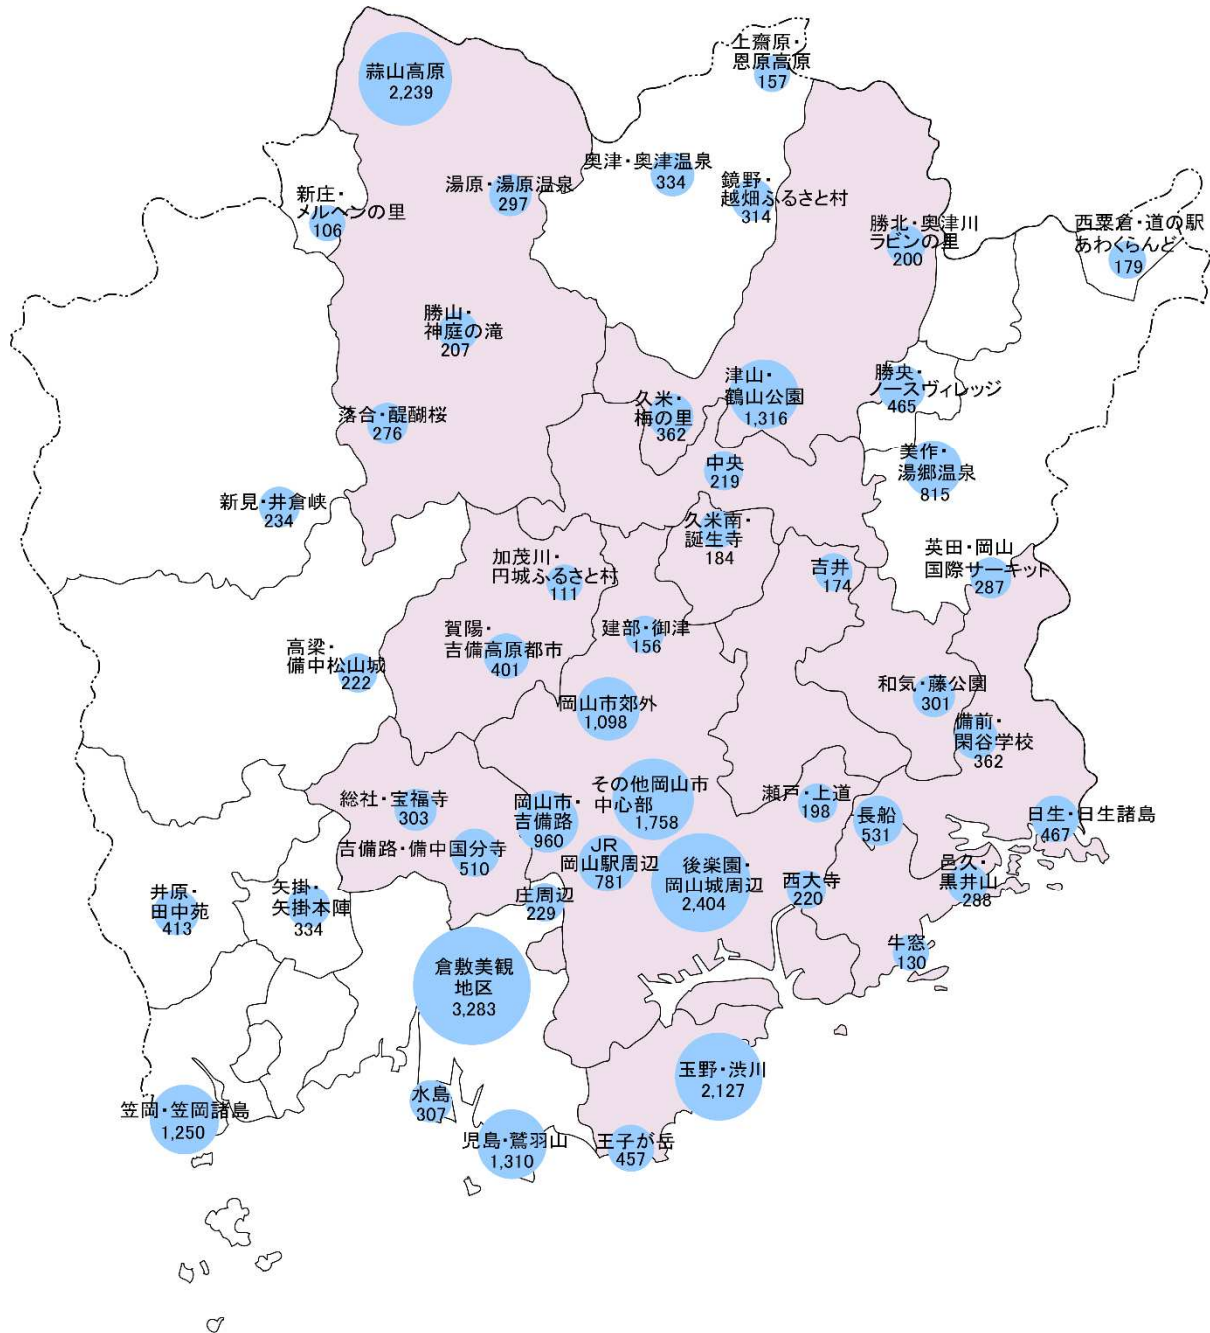 上齋原・
恩原高原
157
蒜山高原
2,239
奥津・奥津温泉
334
湯原・湯原温泉
297
鏡野・
越畑ふるさと村
314
新庄・
メルヘンの里
106
勝北・奥津川
ラビンの里
200
西粟倉・道の駅
あわくらんど
179
勝山・
神庭の滝
207
津山・
鶴山公園
1,316
勝央・
ノースヴィレッジ
465
久米・
梅の里
362
落合・醍醐桜
276
中央
219
美作・
湯郷温泉
815
新見・井倉峡
234
久米南・
誕生寺
184
加茂川・
円城ふるさと村
111
吉井
174
英田・岡山
国際サーキット
287
賀陽・
吉備高原都市
401
建部・御津
156
高梁・
備中松山城
222
岡山市郊外
1,098
和気・藤公園
301
備前・
閑谷学校
362
総社・宝福寺
303
岡山市・
吉備路
960
その他岡山市
中心部
1,758
瀬戸・上道
198
長船
531
日生・日生諸島
467
吉備路・備中国分寺
510
JR
岡山駅周辺
781
後楽園・
岡山城周辺
2,404
西大寺
220
邑久・
黒井山
288
井原・
田中苑
413
矢掛・
矢掛本陣
334
庄周辺
229
牛窓
130
倉敷美観
地区
3,283
玉野・渋川
2,127
水島
307
笠岡・笠岡諸島
1,250
児島・鷲羽山
1,310
王子が岳
457